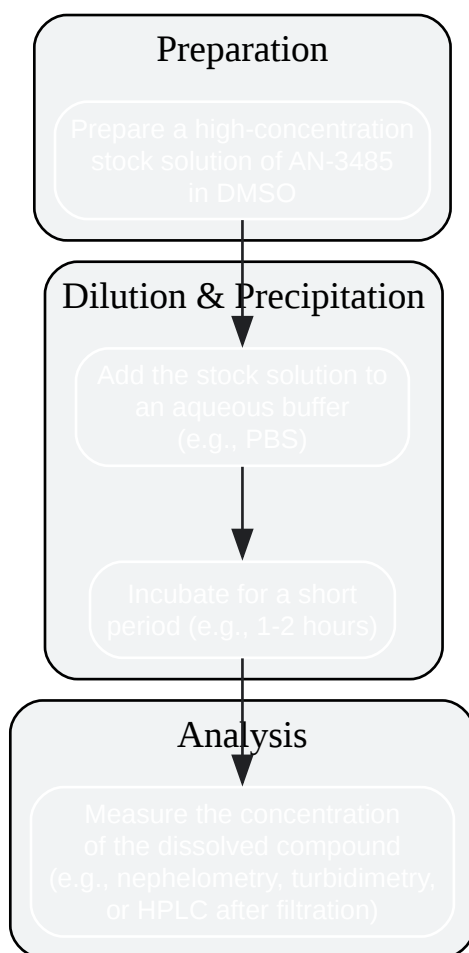 Preparation
Prepare a high-concentration
stock solution of AN-3485
in DMSO
Dilution & Precipitation
Add the stock solution to
an aqueous buffer
(e.g., PBS)
Incubate for a short
period (e.g., 1-2 hours)
Analysis
Measure the concentration
of the dissolved compound
(e.g., nephelometry, turbidimetry,
or HPLC after filtration)